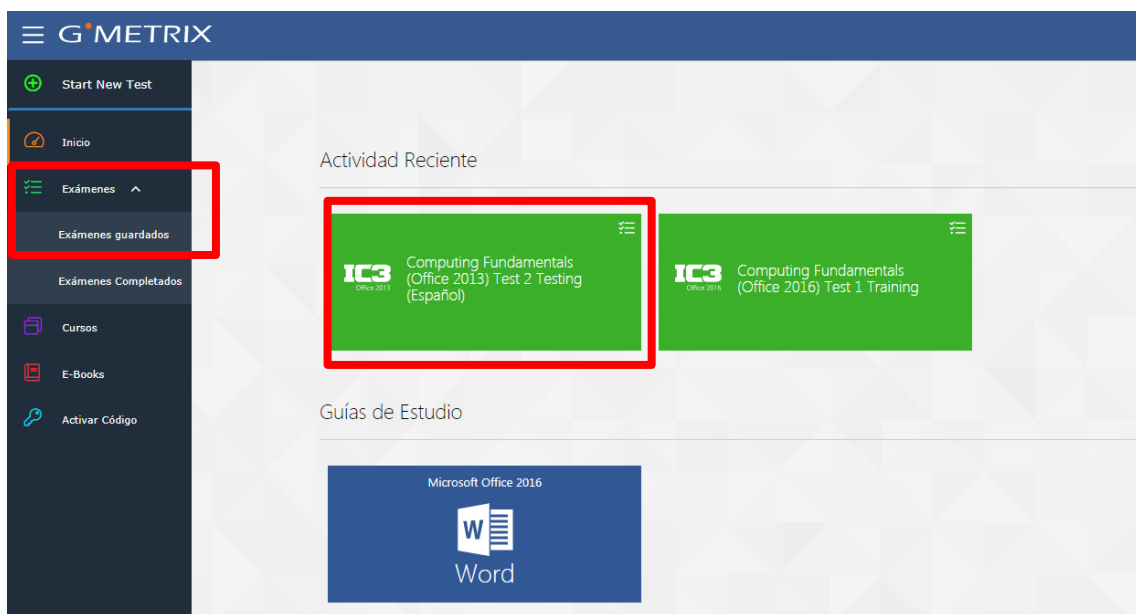 G METRIX
Start New Test
Inicio
Exámenes
Exámenes guardados
Exámenes Completados
Cursos
E-Books
Activar Código
Actividad Reciente
IC3
Office 2013
Computing Fundamentals
(Office 2013) Test 2 Testing
(Español)
IC3
Office 2016
Computing Fundamentals
(Office 2016) Test 1 Training
Guías de Estudio
Microsoft Office 2016
W
Word